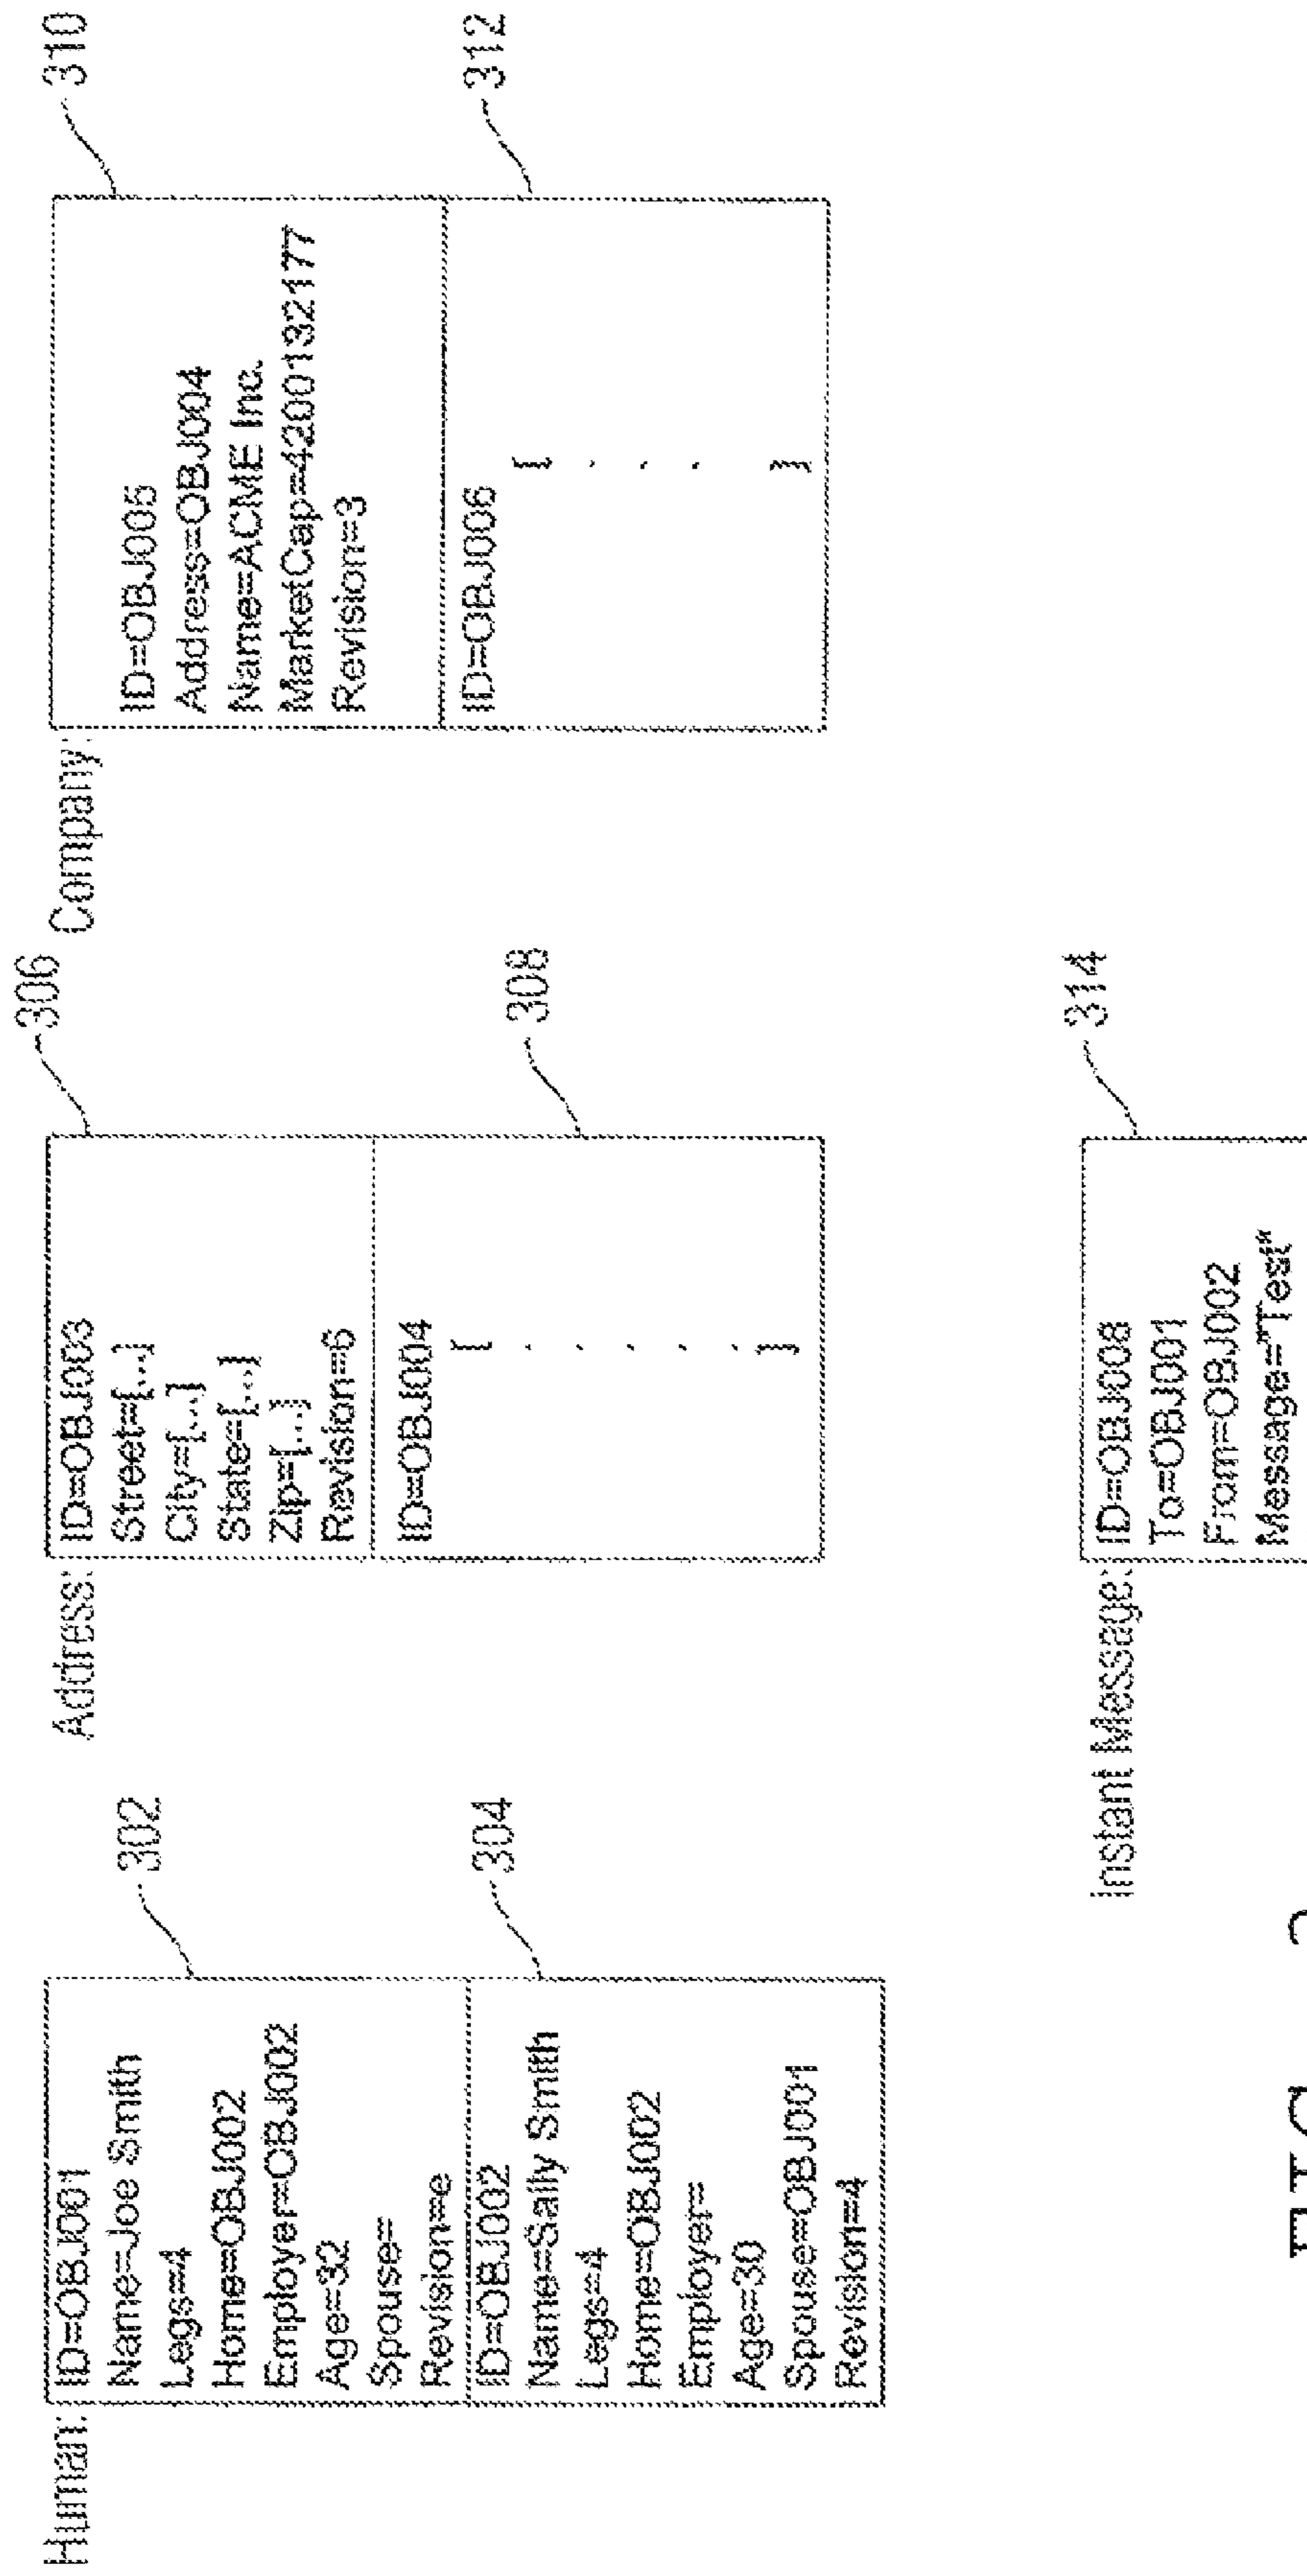 Human:
ID=OBJ001
Name=Joe Smith
Legs=4
Home=OBJ002
Employer=OBJ002
Age=32
Spouse=
Revision=e
302
ID=OBJ002
Name=Sally Smith
Legs=4
Home=OBJ002
Employer=
Age=30
Spouse=OBJ001
Revision=4
304
Address:
ID=OBJ003
Street=[...]
City=[...]
State=[...]
Zip=[...]
Revision=6
306
ID=OBJ004
[
.
.
.
.
.
]
308
Company:
ID=OBJ005
Address=OBJ004
Name=ACME Inc.
MarketCap=4200132177
Revision=3
310
ID=OBJ006
[
.
.
.
]
312
Instant Message:
ID=OBJ008
To=OBJ001
From=OBJ002
Message="Test"
314